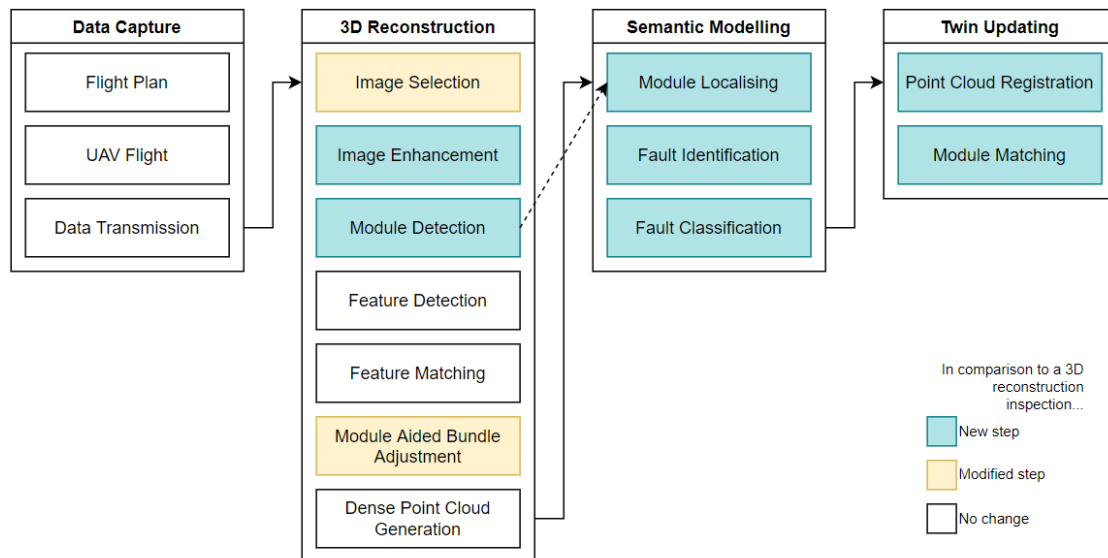 Data Capture
Flight Plan
UAV Flight
Data Transmission
3D Reconstruction
Image Selection
Image Enhancement
Module Detection
Feature Detection
Feature Matching
Module Aided Bundle
Adjustment
Dense Point Cloud
Generation
Semantic Modelling
Module Localising
Fault Identification
Fault Classification
Twin Updating
Point Cloud Registration
Module Matching
In comparison to a 3D
reconstruction
inspection...
New step
Modified step
No change